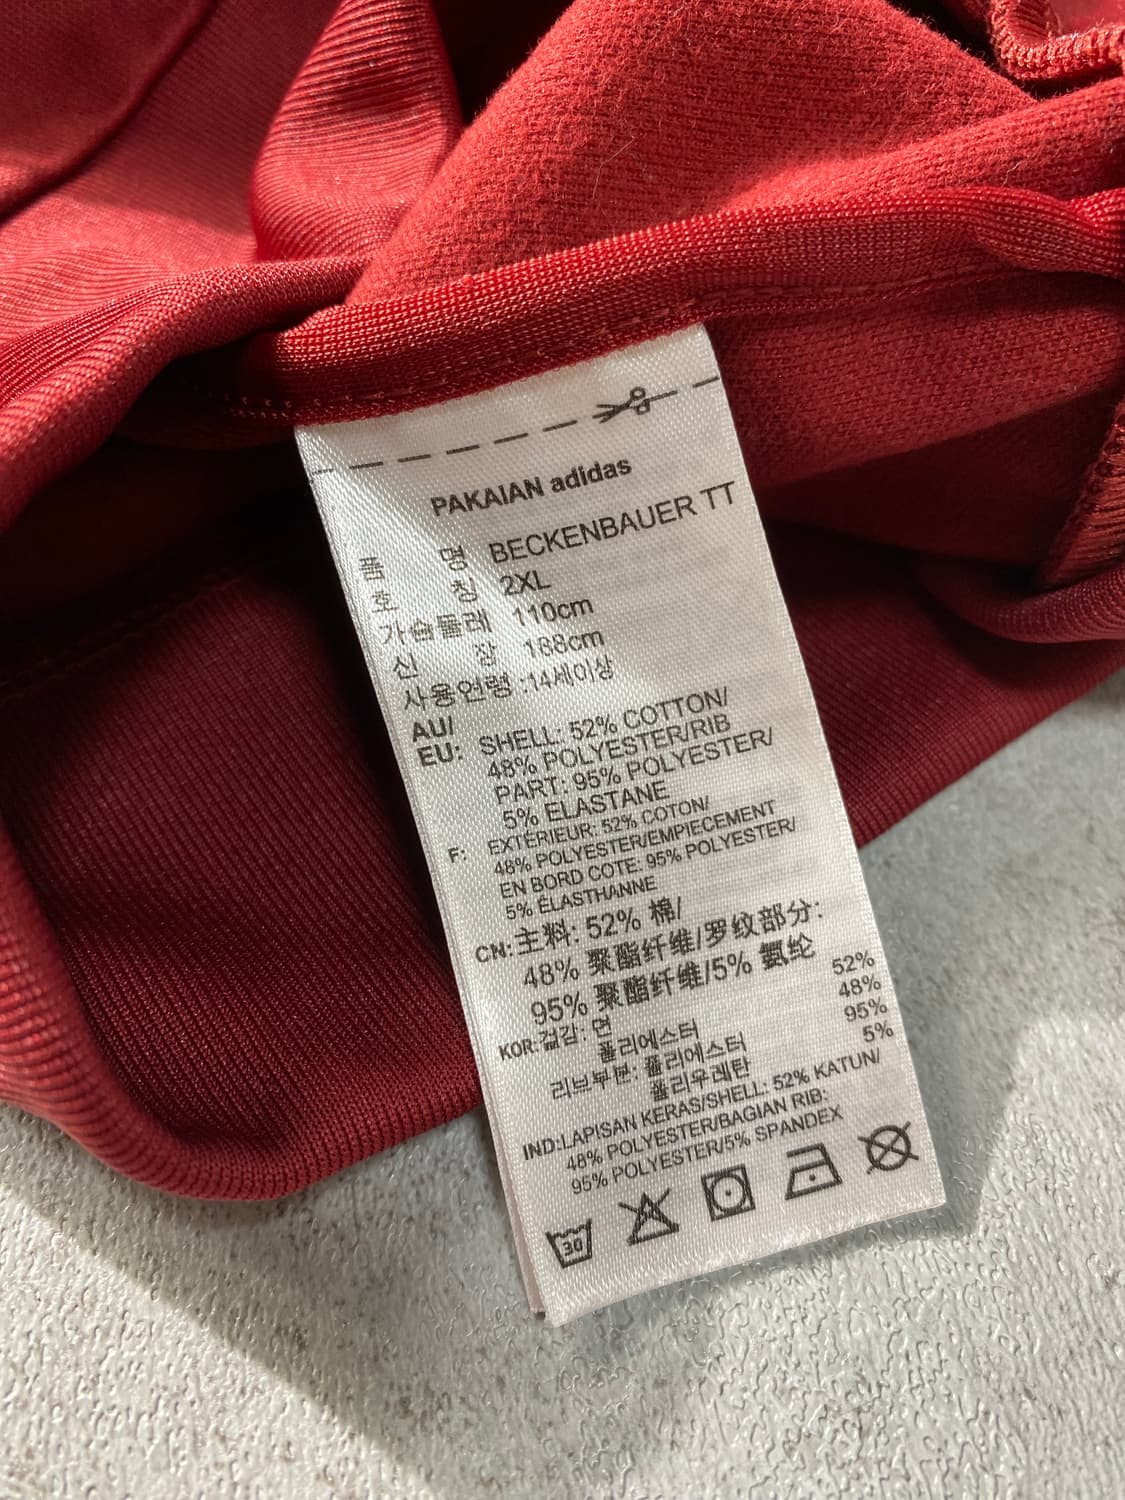 PAKAIAN adidas
품 명 BECKENBAUER TT
호 칭 2XL
가슴둘레 110cm
신 장 188cm
사용연령 :14세이상
AU/
EU: SHELL: 52% COTTON/
48% POLYESTER/RIB
PART: 95% POLYESTER/
5% ELASTANE
F: EXTÉRIEUR: 52% COTON/
48% POLYESTER/EMPIECEMENT
EN BORD COTE: 95% POLYESTER/
5% ÉLASTHANNE
CN: 主料: 52% 棉/
48% 聚酯纤维/罗纹部分:
95% 聚酯纤维/5% 氨纶
KOR: 겉감: 면 52%
폴리에스터 48%
리브부분: 폴리에스터 95%
폴리우레탄 5%
IND:LAPISAN KERAS/SHELL: 52% KATUN/
48% POLYESTER/BAGIAN RIB:
95% POLYESTER/5% SPANDEX
30